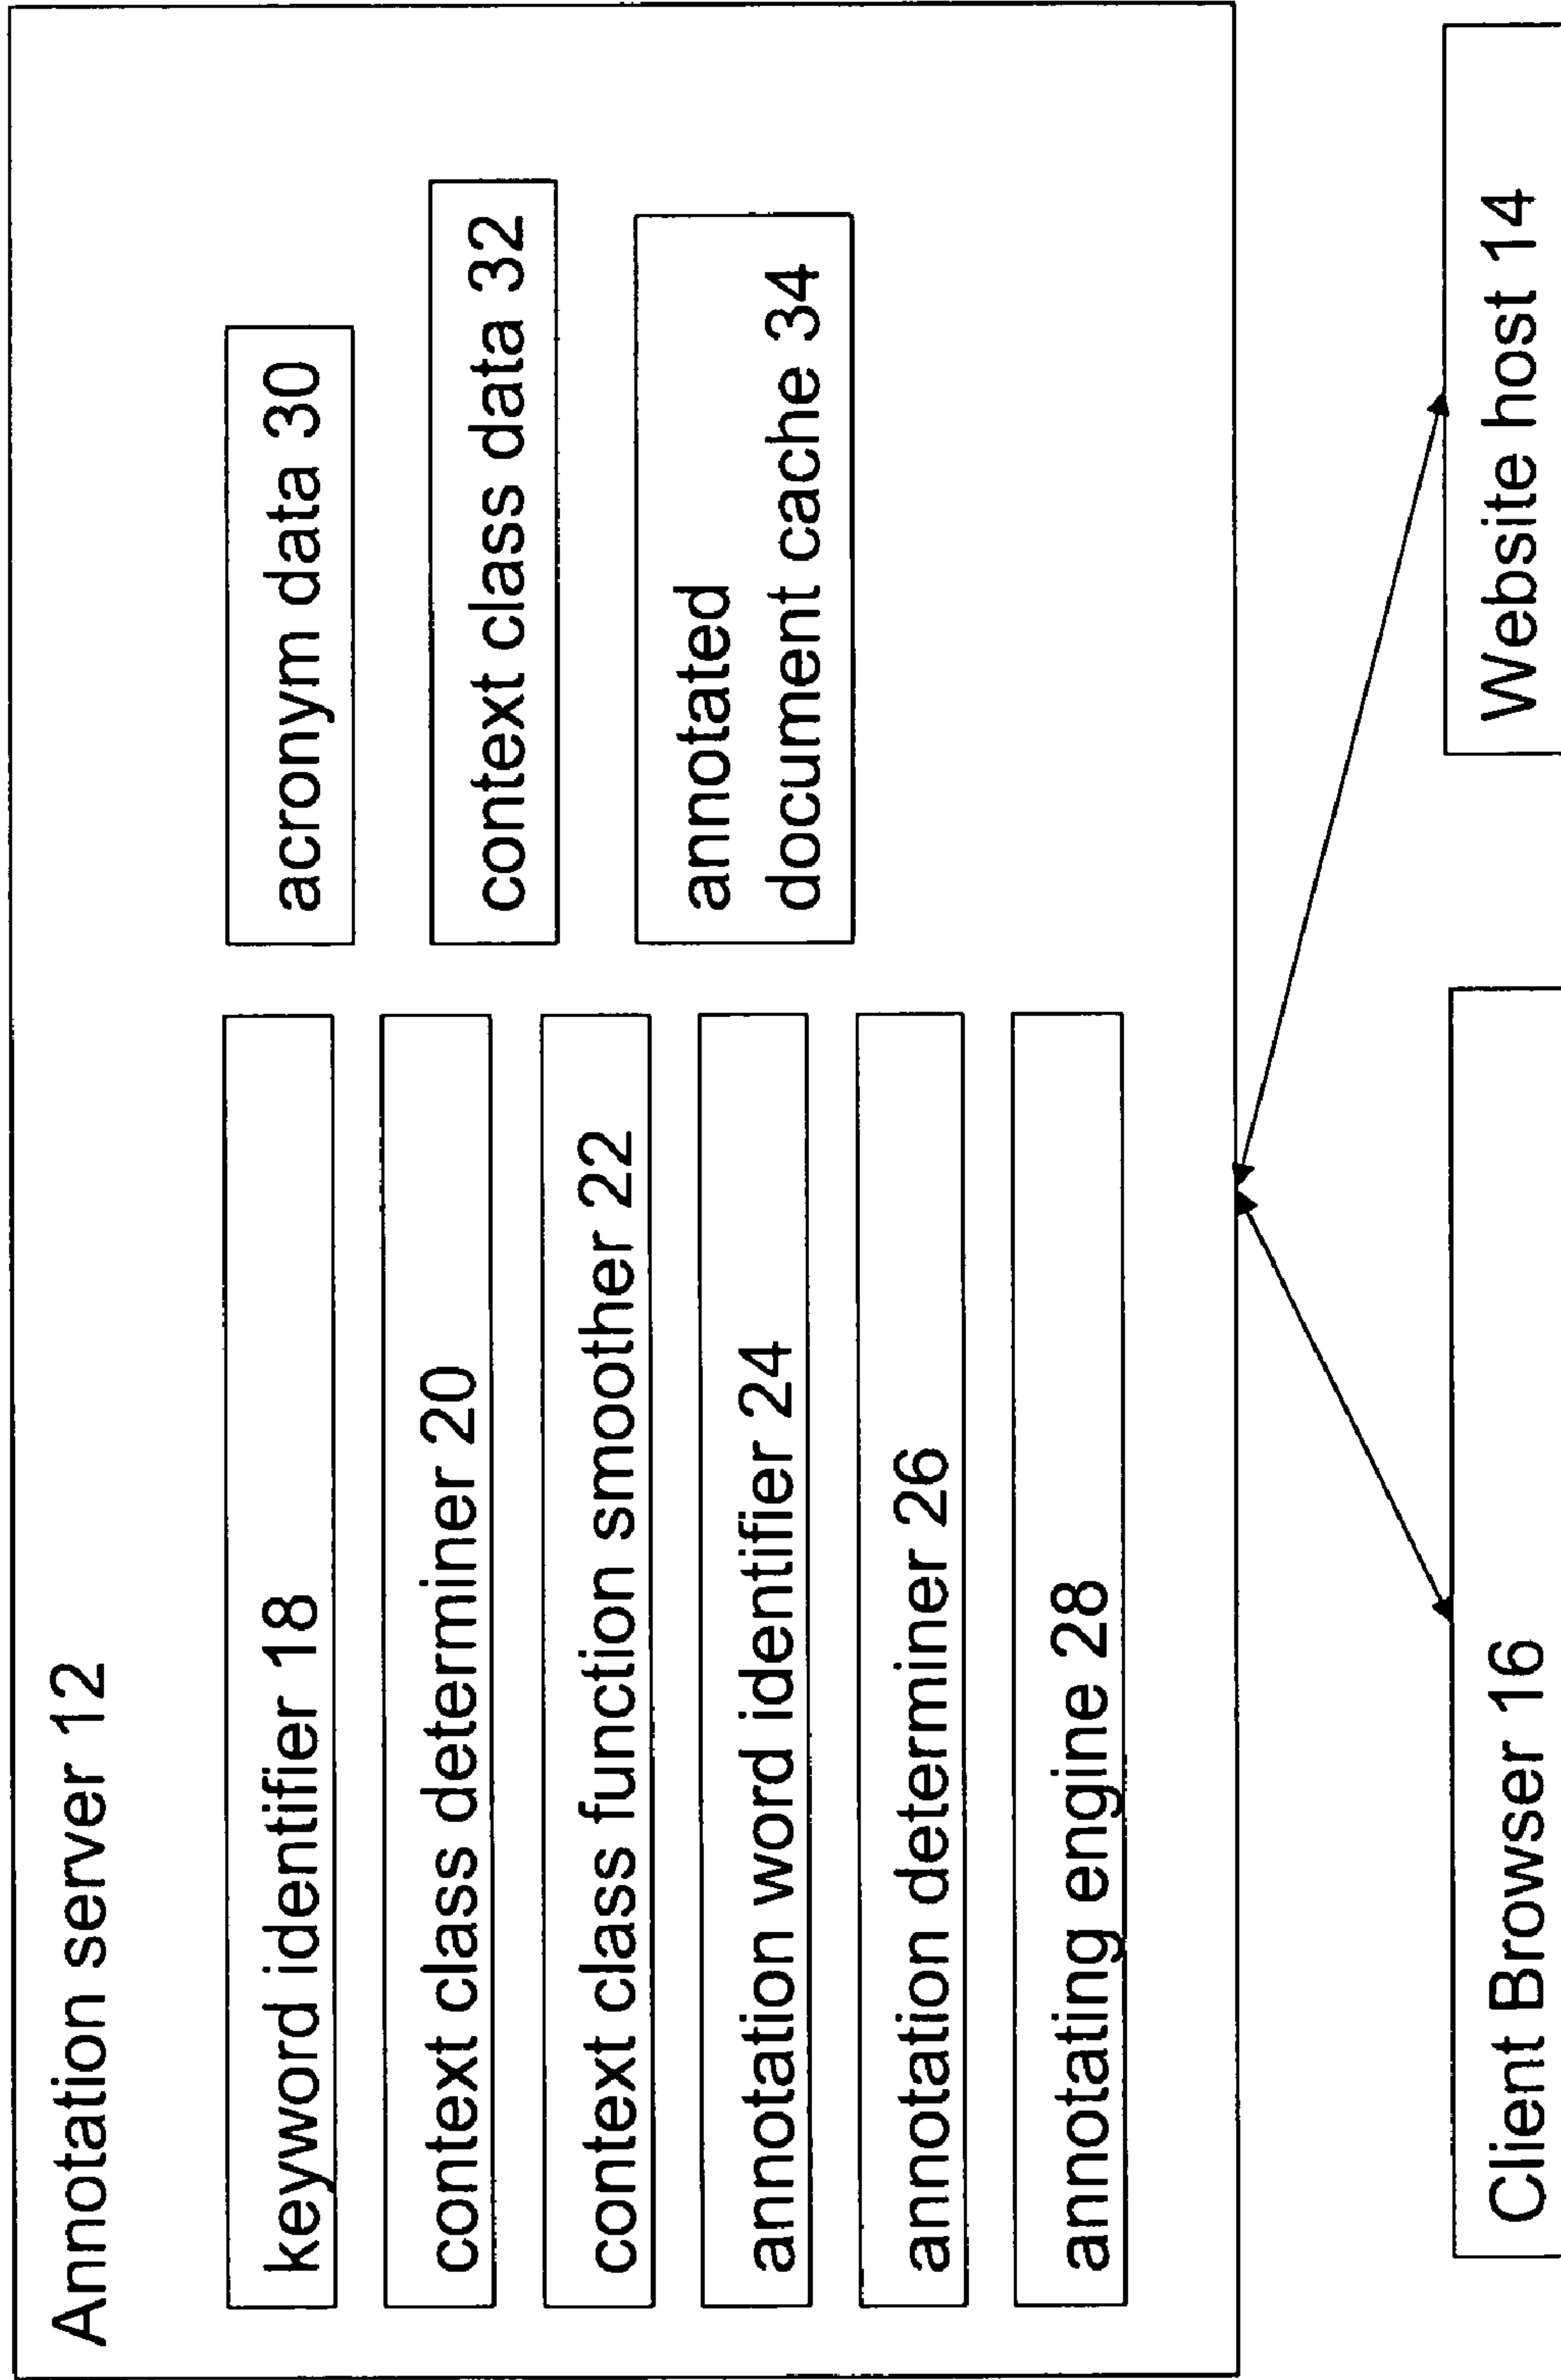 Annotation server 12
keyword identifier 18
context class determiner 20
context class function smoother 22
annotation word identifier 24
annotation determiner 26
annotating engine 28
acronym data 30
context class data 32
annotated
document cache 34
Client Browser 16
Website host 14